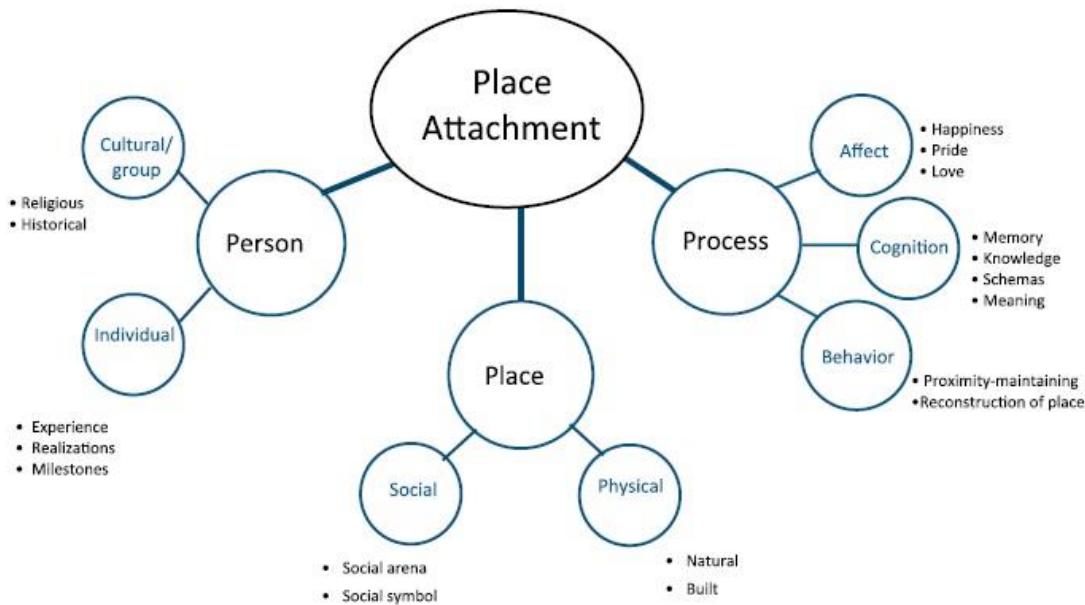 Place
Attachment
Cultural/
group
• Religious
• Historical
Person
Individual
• Experience
• Realizations
• Milestones
Place
Social
• Social arena
• Social symbol
Physical
• Natural
• Built
Process
Affect
• Happiness
• Pride
• Love
Cognition
• Memory
• Knowledge
• Schemas
• Meaning
Behavior
• Proximity-maintaining
•Reconstruction of place